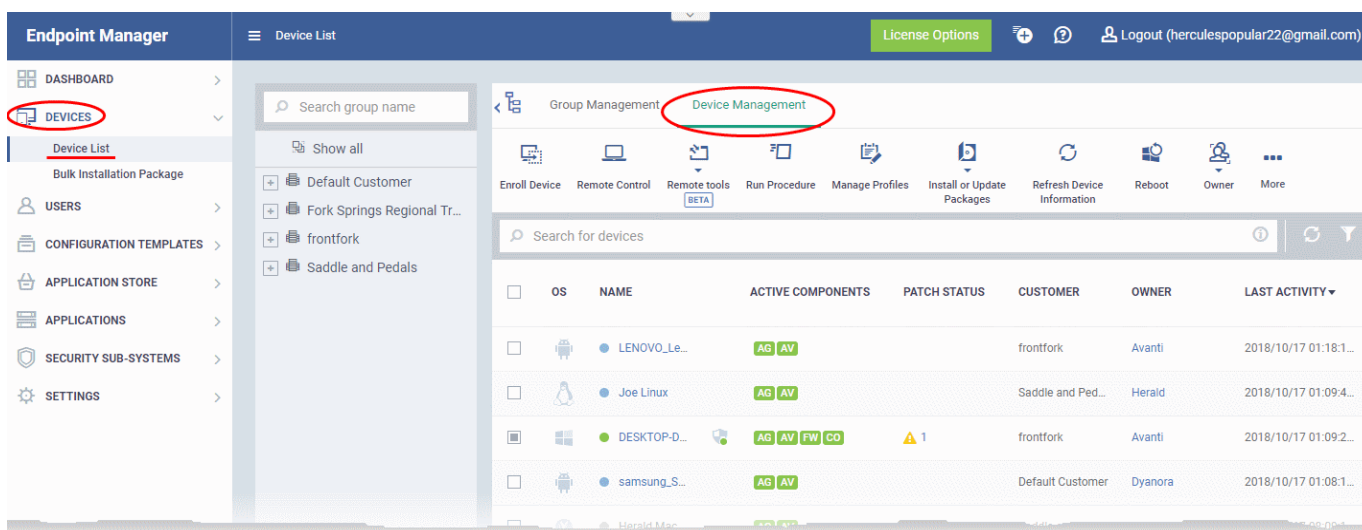 Endpoint Manager
Device List
License Options
Logout (herculespopular22@gmail.com)
DASHBOARD
DEVICES
Device List
Bulk Installation Package
USERS
CONFIGURATION TEMPLATES
APPLICATION STORE
APPLICATIONS
SECURITY SUB-SYSTEMS
SETTINGS
Search group name
Show all
Default Customer
Fork Springs Regional Tr...
frontfork
Saddle and Pedals
Group Management
Device Management
Enroll Device
Remote Control
Remote tools
BETA
Run Procedure
Manage Profiles
Install or Update
Packages
Refresh Device
Information
Reboot
Owner
More
Search for devices
OS NAME ACTIVE COMPONENTS PATCH STATUS CUSTOMER OWNER LAST ACTIVITY
LENOVO_Le... AG AV frontfork Avanti 2018/10/17 01:18:1...
Joe Linux AG AV Saddle and Ped... Herald 2018/10/17 01:09:4...
DESKTOP-D... AG AV FW CO 1 frontfork Avanti 2018/10/17 01:09:2...
samsung_S... AG AV Default Customer Dyanora 2018/10/17 01:08:1...
Herald Mac